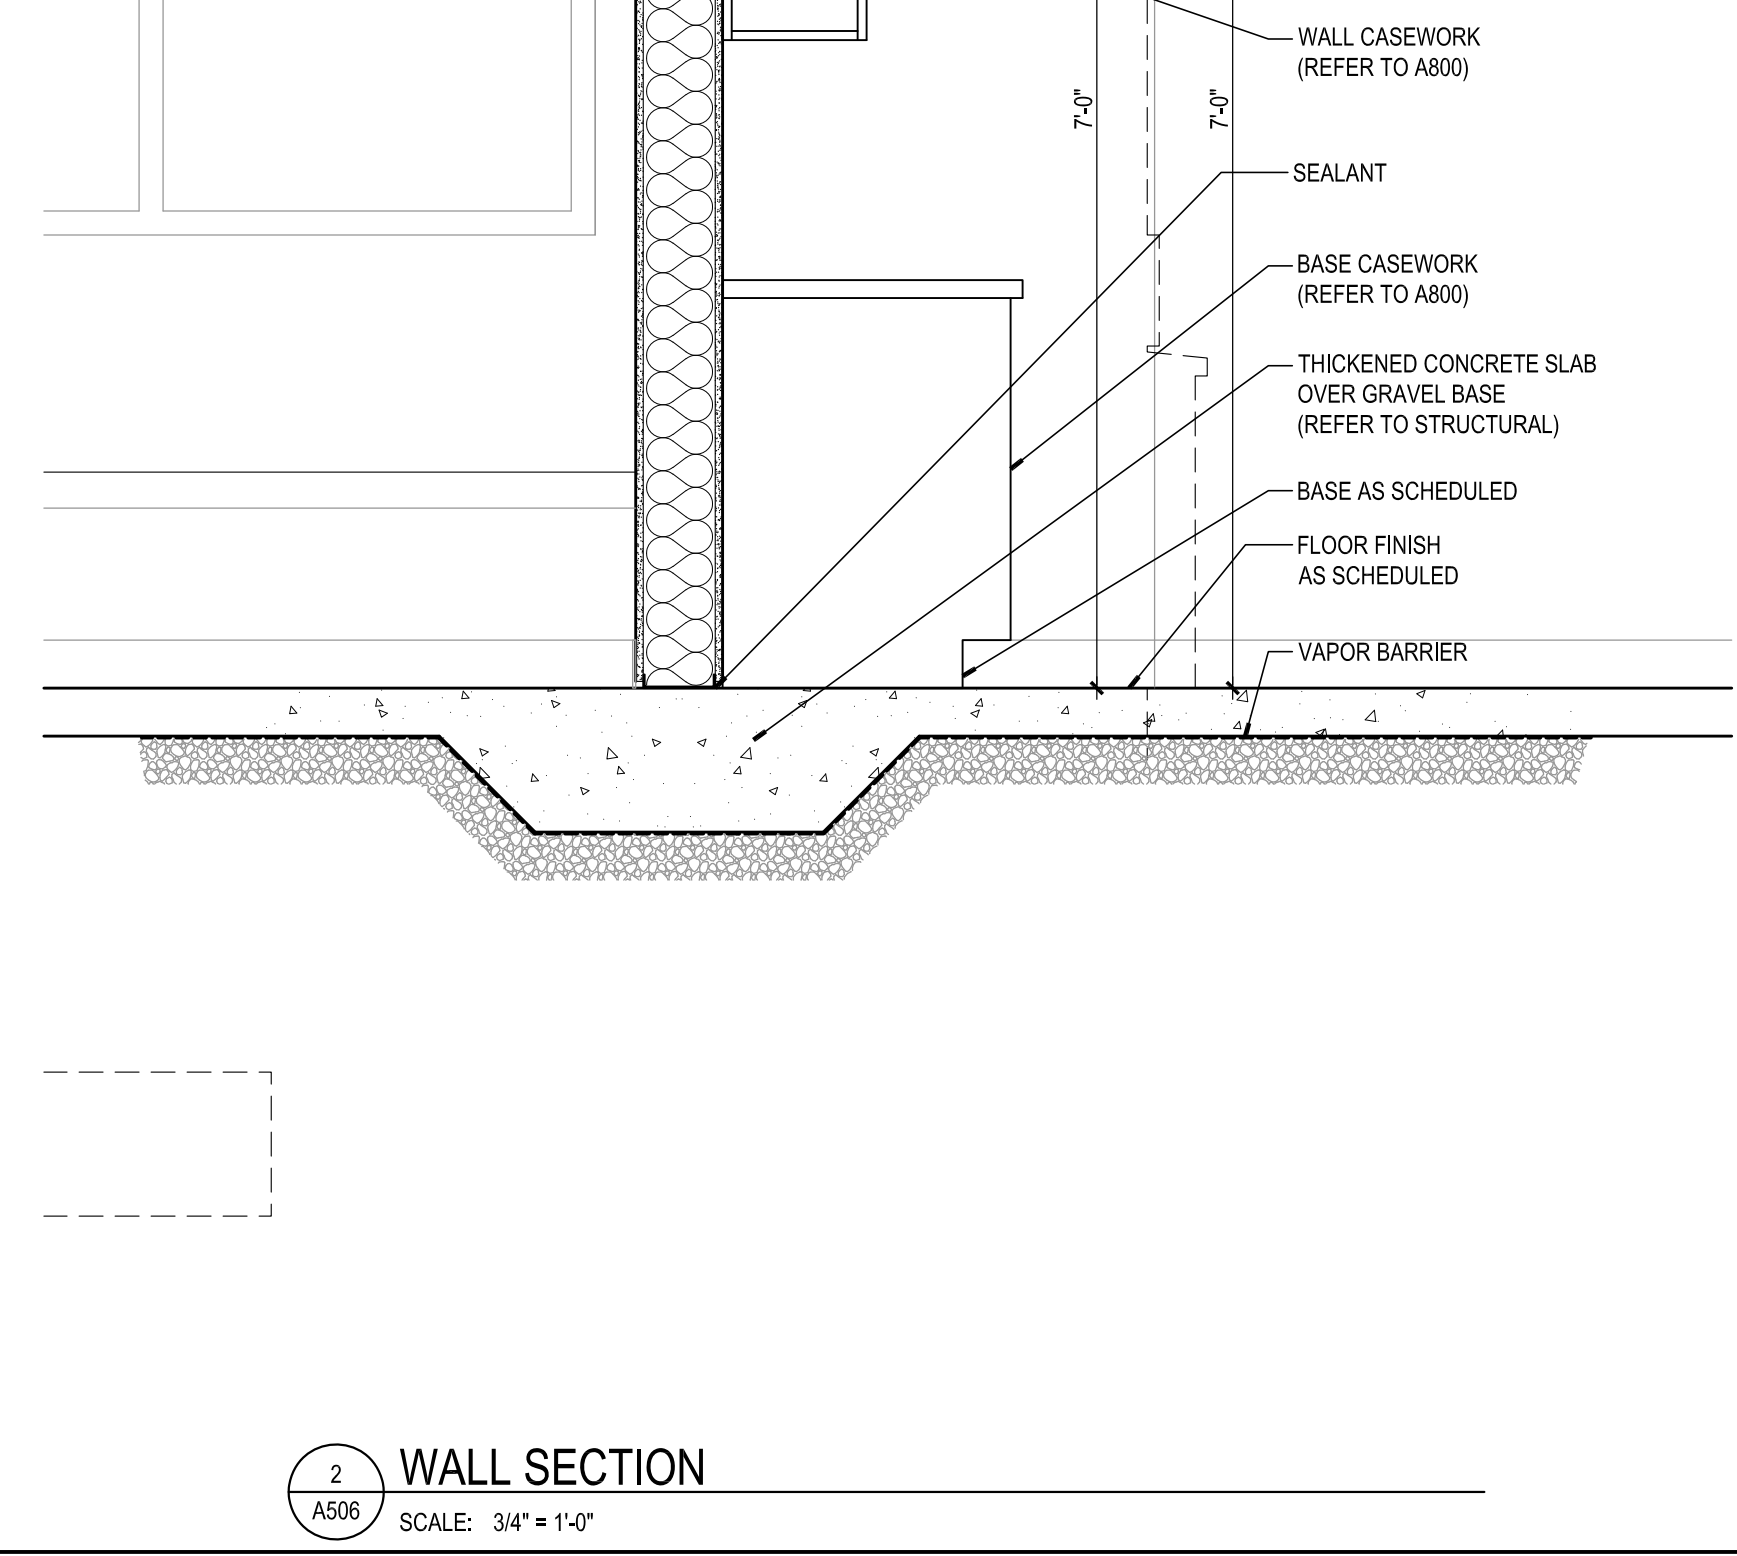 WALL CASEWORK
(REFER TO A800)
7'-0"
7'-0"
SEALANT
BASE CASEWORK
(REFER TO A800)
THICKENED CONCRETE SLAB
OVER GRAVEL BASE
(REFER TO STRUCTURAL)
BASE AS SCHEDULED
FLOOR FINISH
AS SCHEDULED
VAPOR BARRIER
2
A506
WALL SECTION
SCALE: 3/4" = 1'-0"